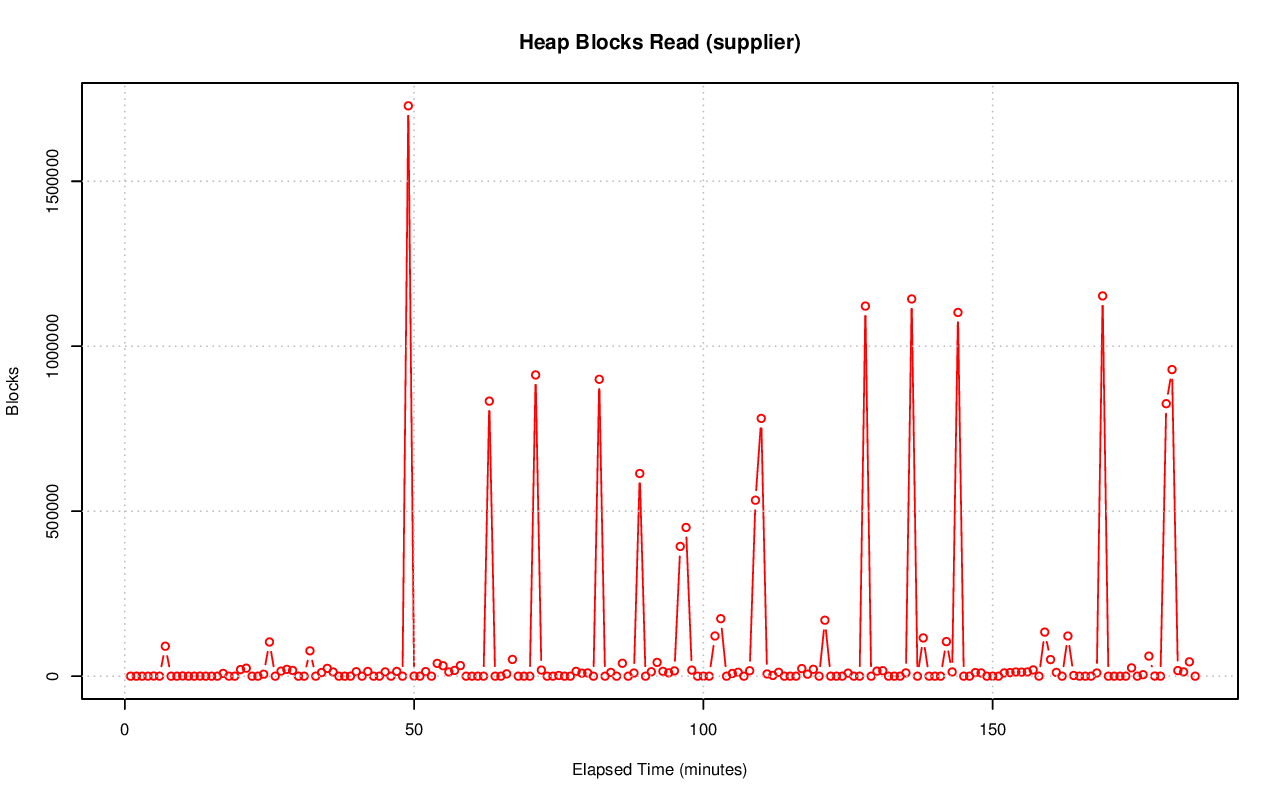 Heap Blocks Read (supplier)
Blocks
1500000
1000000
500000
0
0 50 100 150
Elapsed Time (minutes)